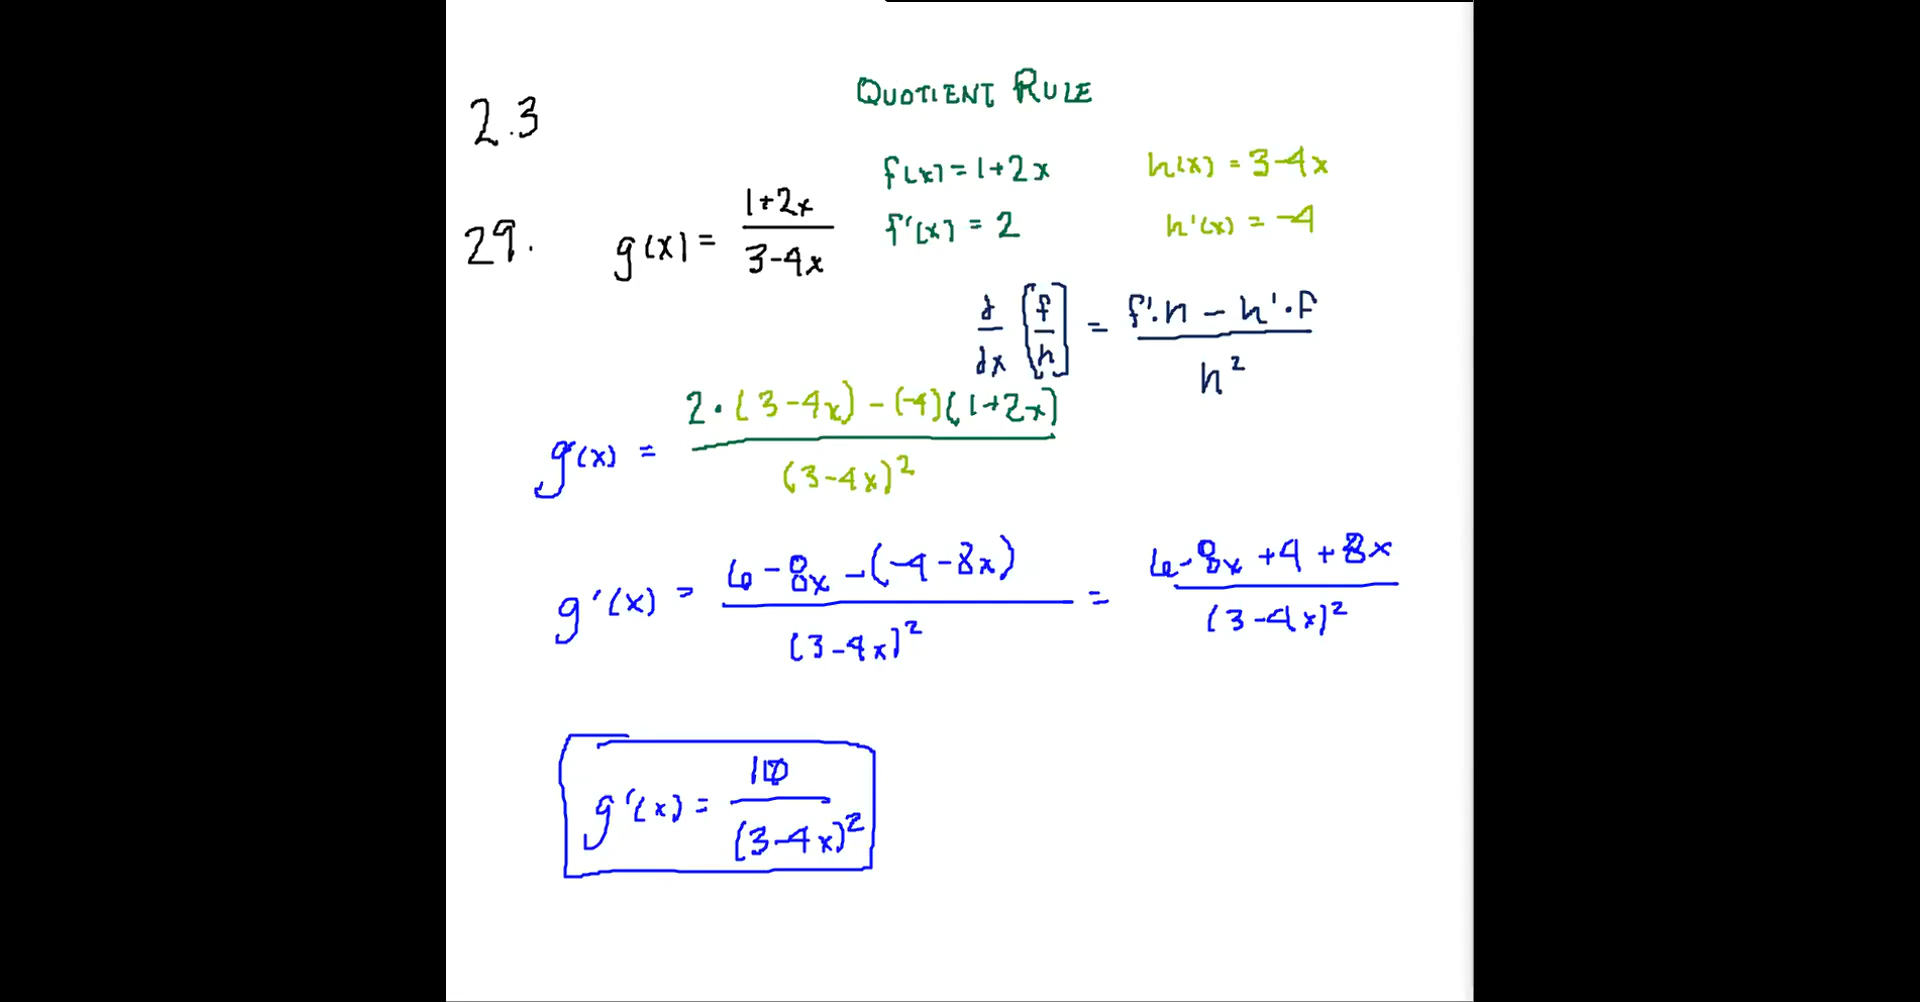 QUOTIENT RULE
2.3
f(x) = 1+2x    h(x) = 3-4x
29. g(x) = (1+2x)/(3-4x)    f'(x) = 2    h'(x) = -4
d/dx [f/h] = (f'·h - h'·f)/h²
g'(x) = (2·(3-4x) - (-4)(1+2x))/(3-4x)²
g'(x) = (6-8x-(-4-8x))/(3-4x)² = (6-8x+4+8x)/(3-4x)²
g'(x) = 10/(3-4x)²